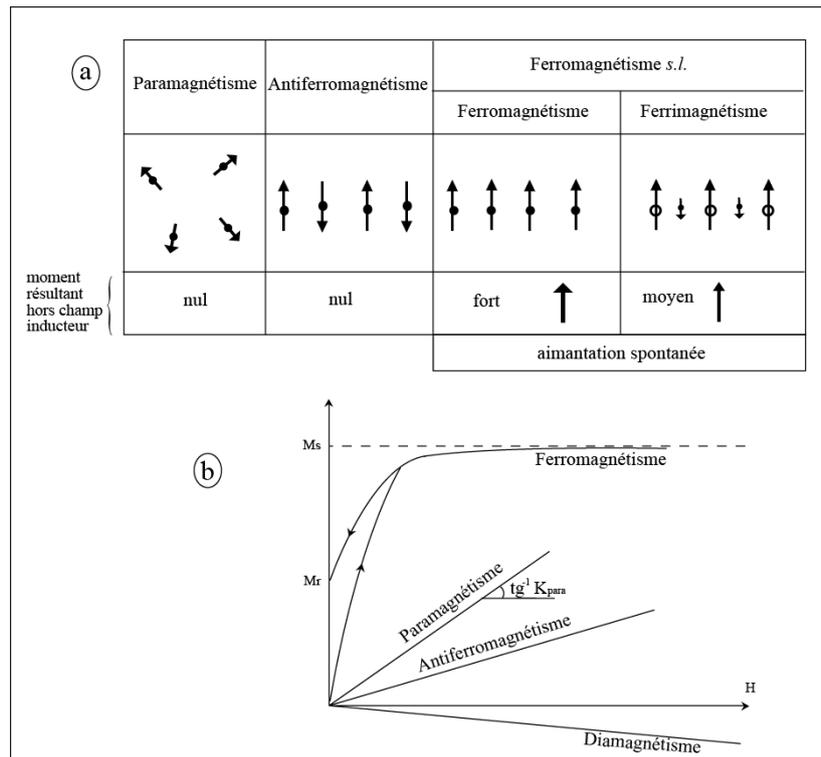 a
Paramagnétisme
Antiferromagnétisme
Ferromagnétisme s.l.
Ferromagnétisme
Ferrimagnétisme
moment
résultant
hors champ
inducteur
nul
nul
fort
moyen
aimantation spontanée
b
Ms
Ferromagnétisme
Mr
Paramagnétisme
tg-1 Kpara
Antiferromagnétisme
H
Diamagnétisme